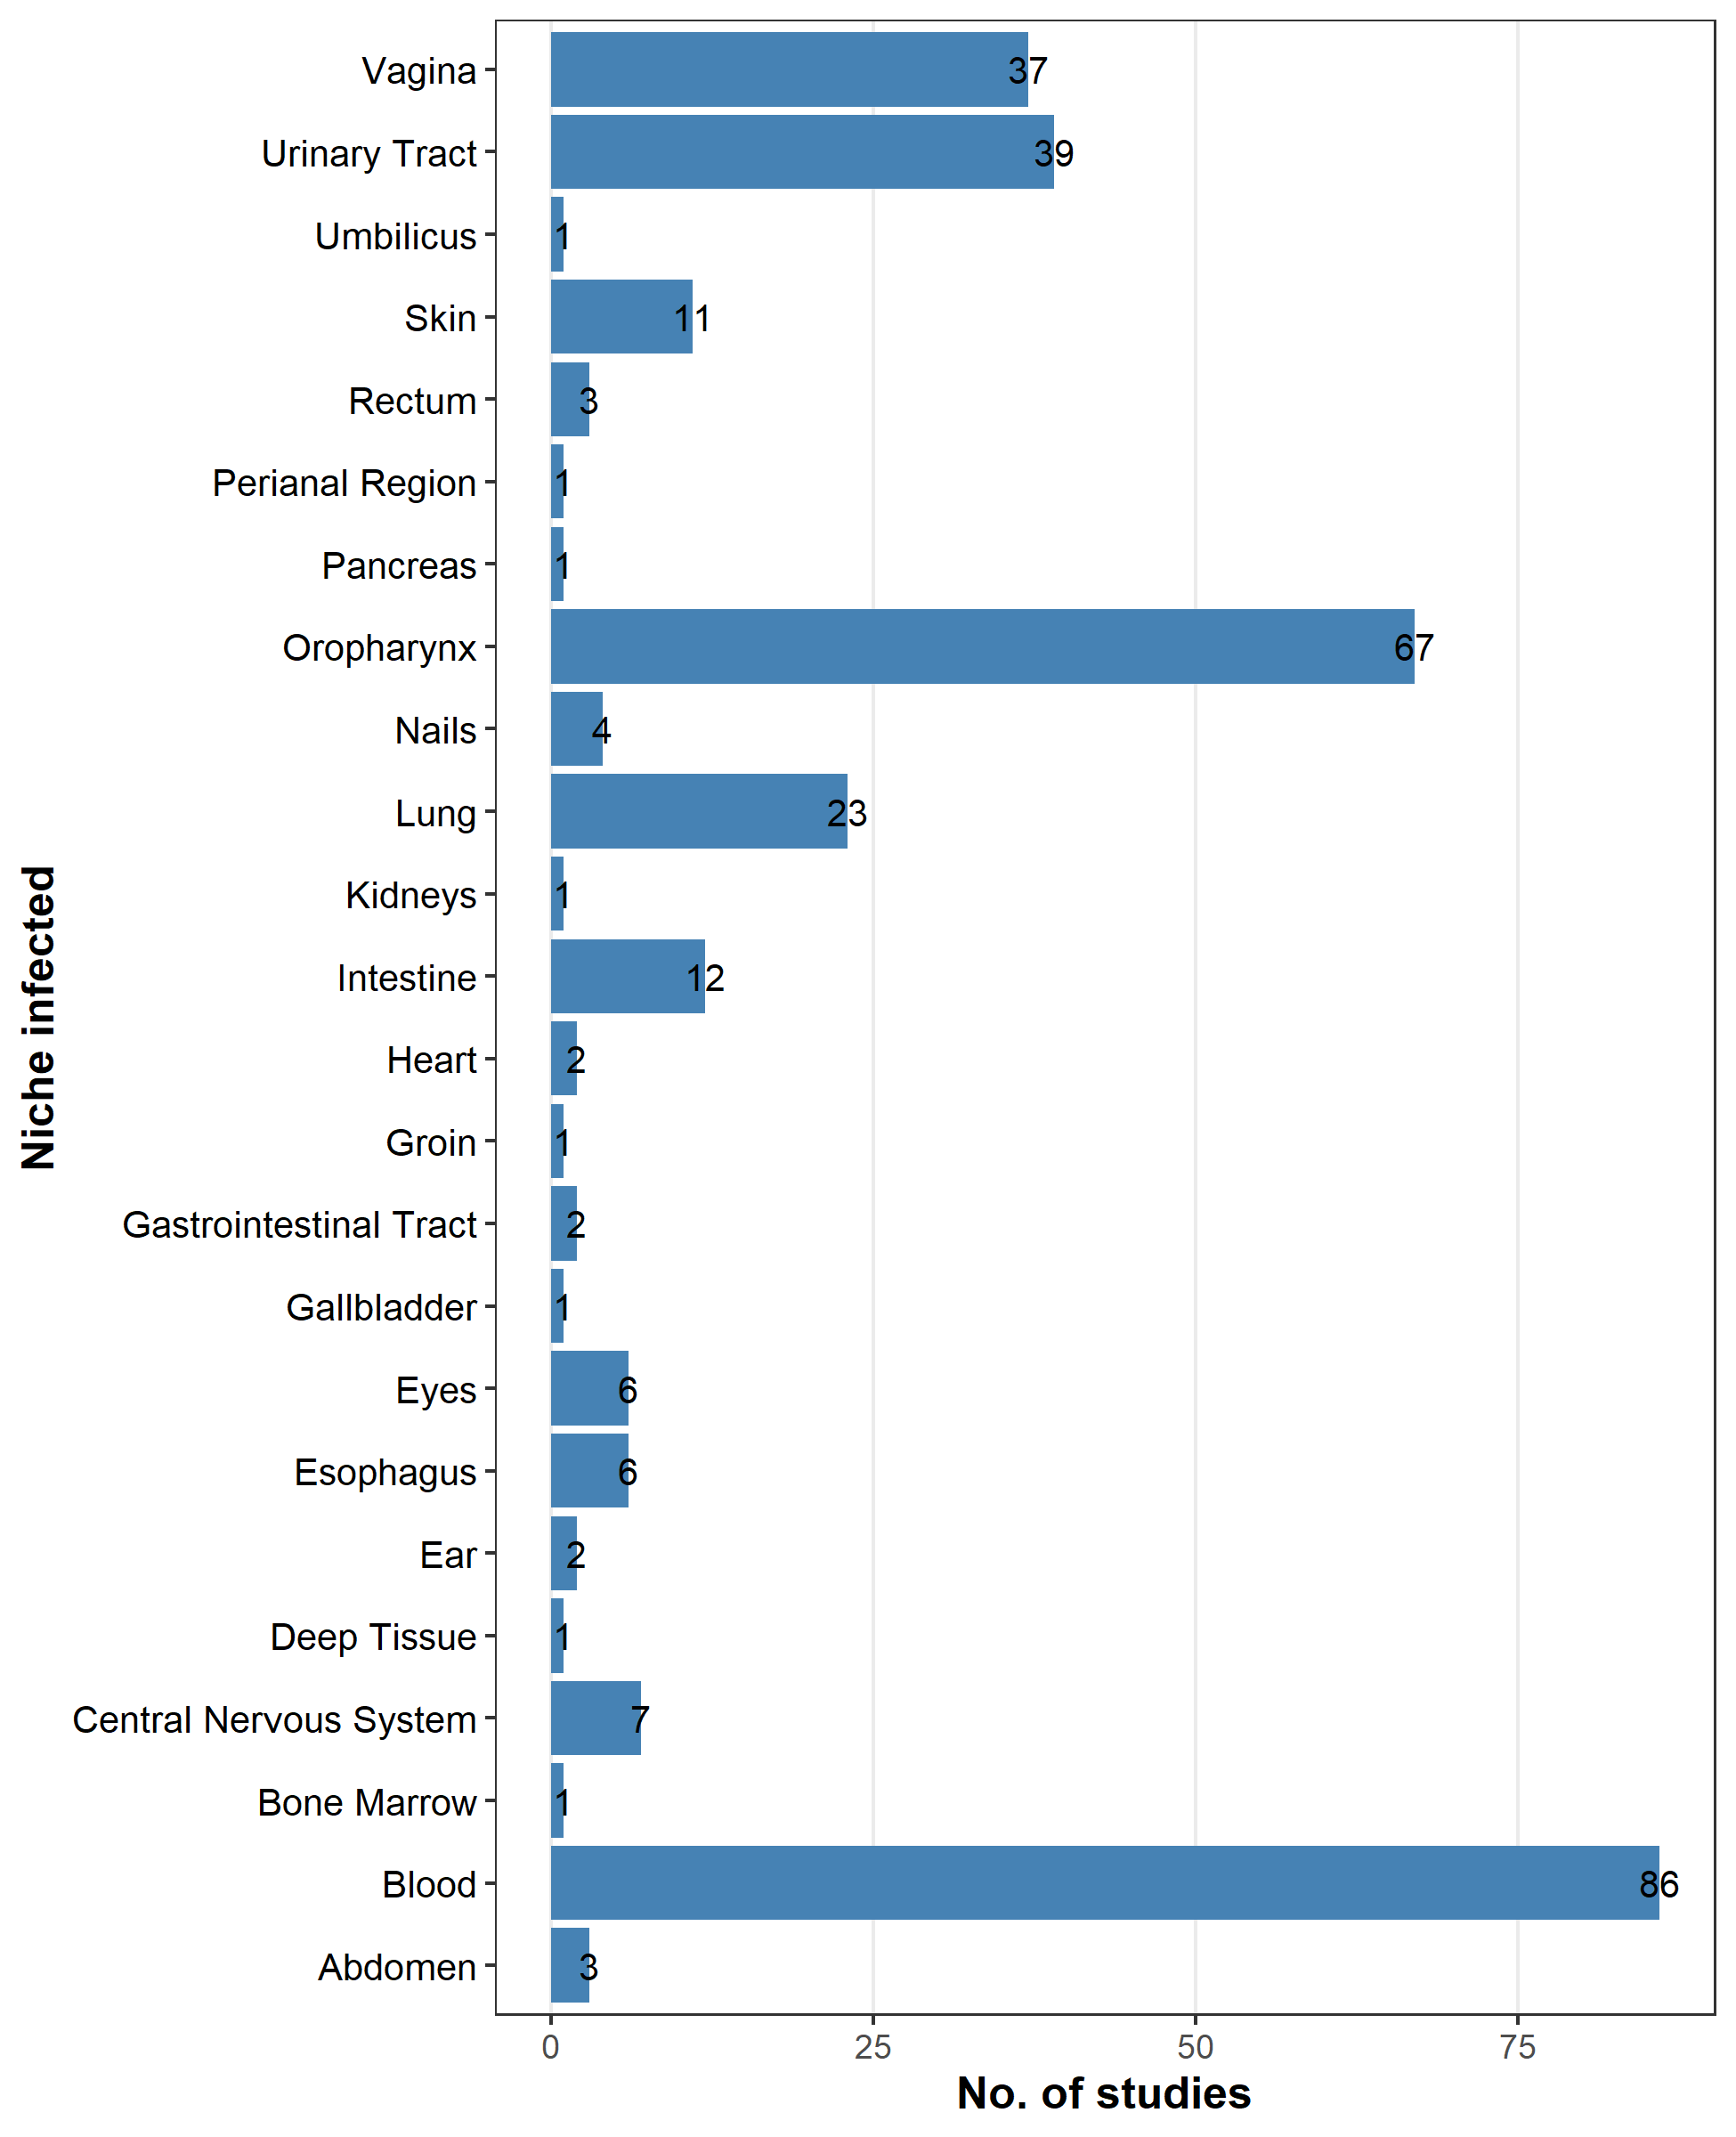 Niche infected
Vagina 37
Urinary Tract 39
Umbilicus 1
Skin 11
Rectum 3
Perianal Region 1
Pancreas 1
Oropharynx 67
Nails 4
Lung 23
Kidneys 1
Intestine 12
Heart 2
Groin 1
Gastrointestinal Tract 2
Gallbladder 1
Eyes 6
Esophagus 6
Ear 2
Deep Tissue 1
Central Nervous System 7
Bone Marrow 1
Blood 86
Abdomen 3
0 25 50 75
No. of studies